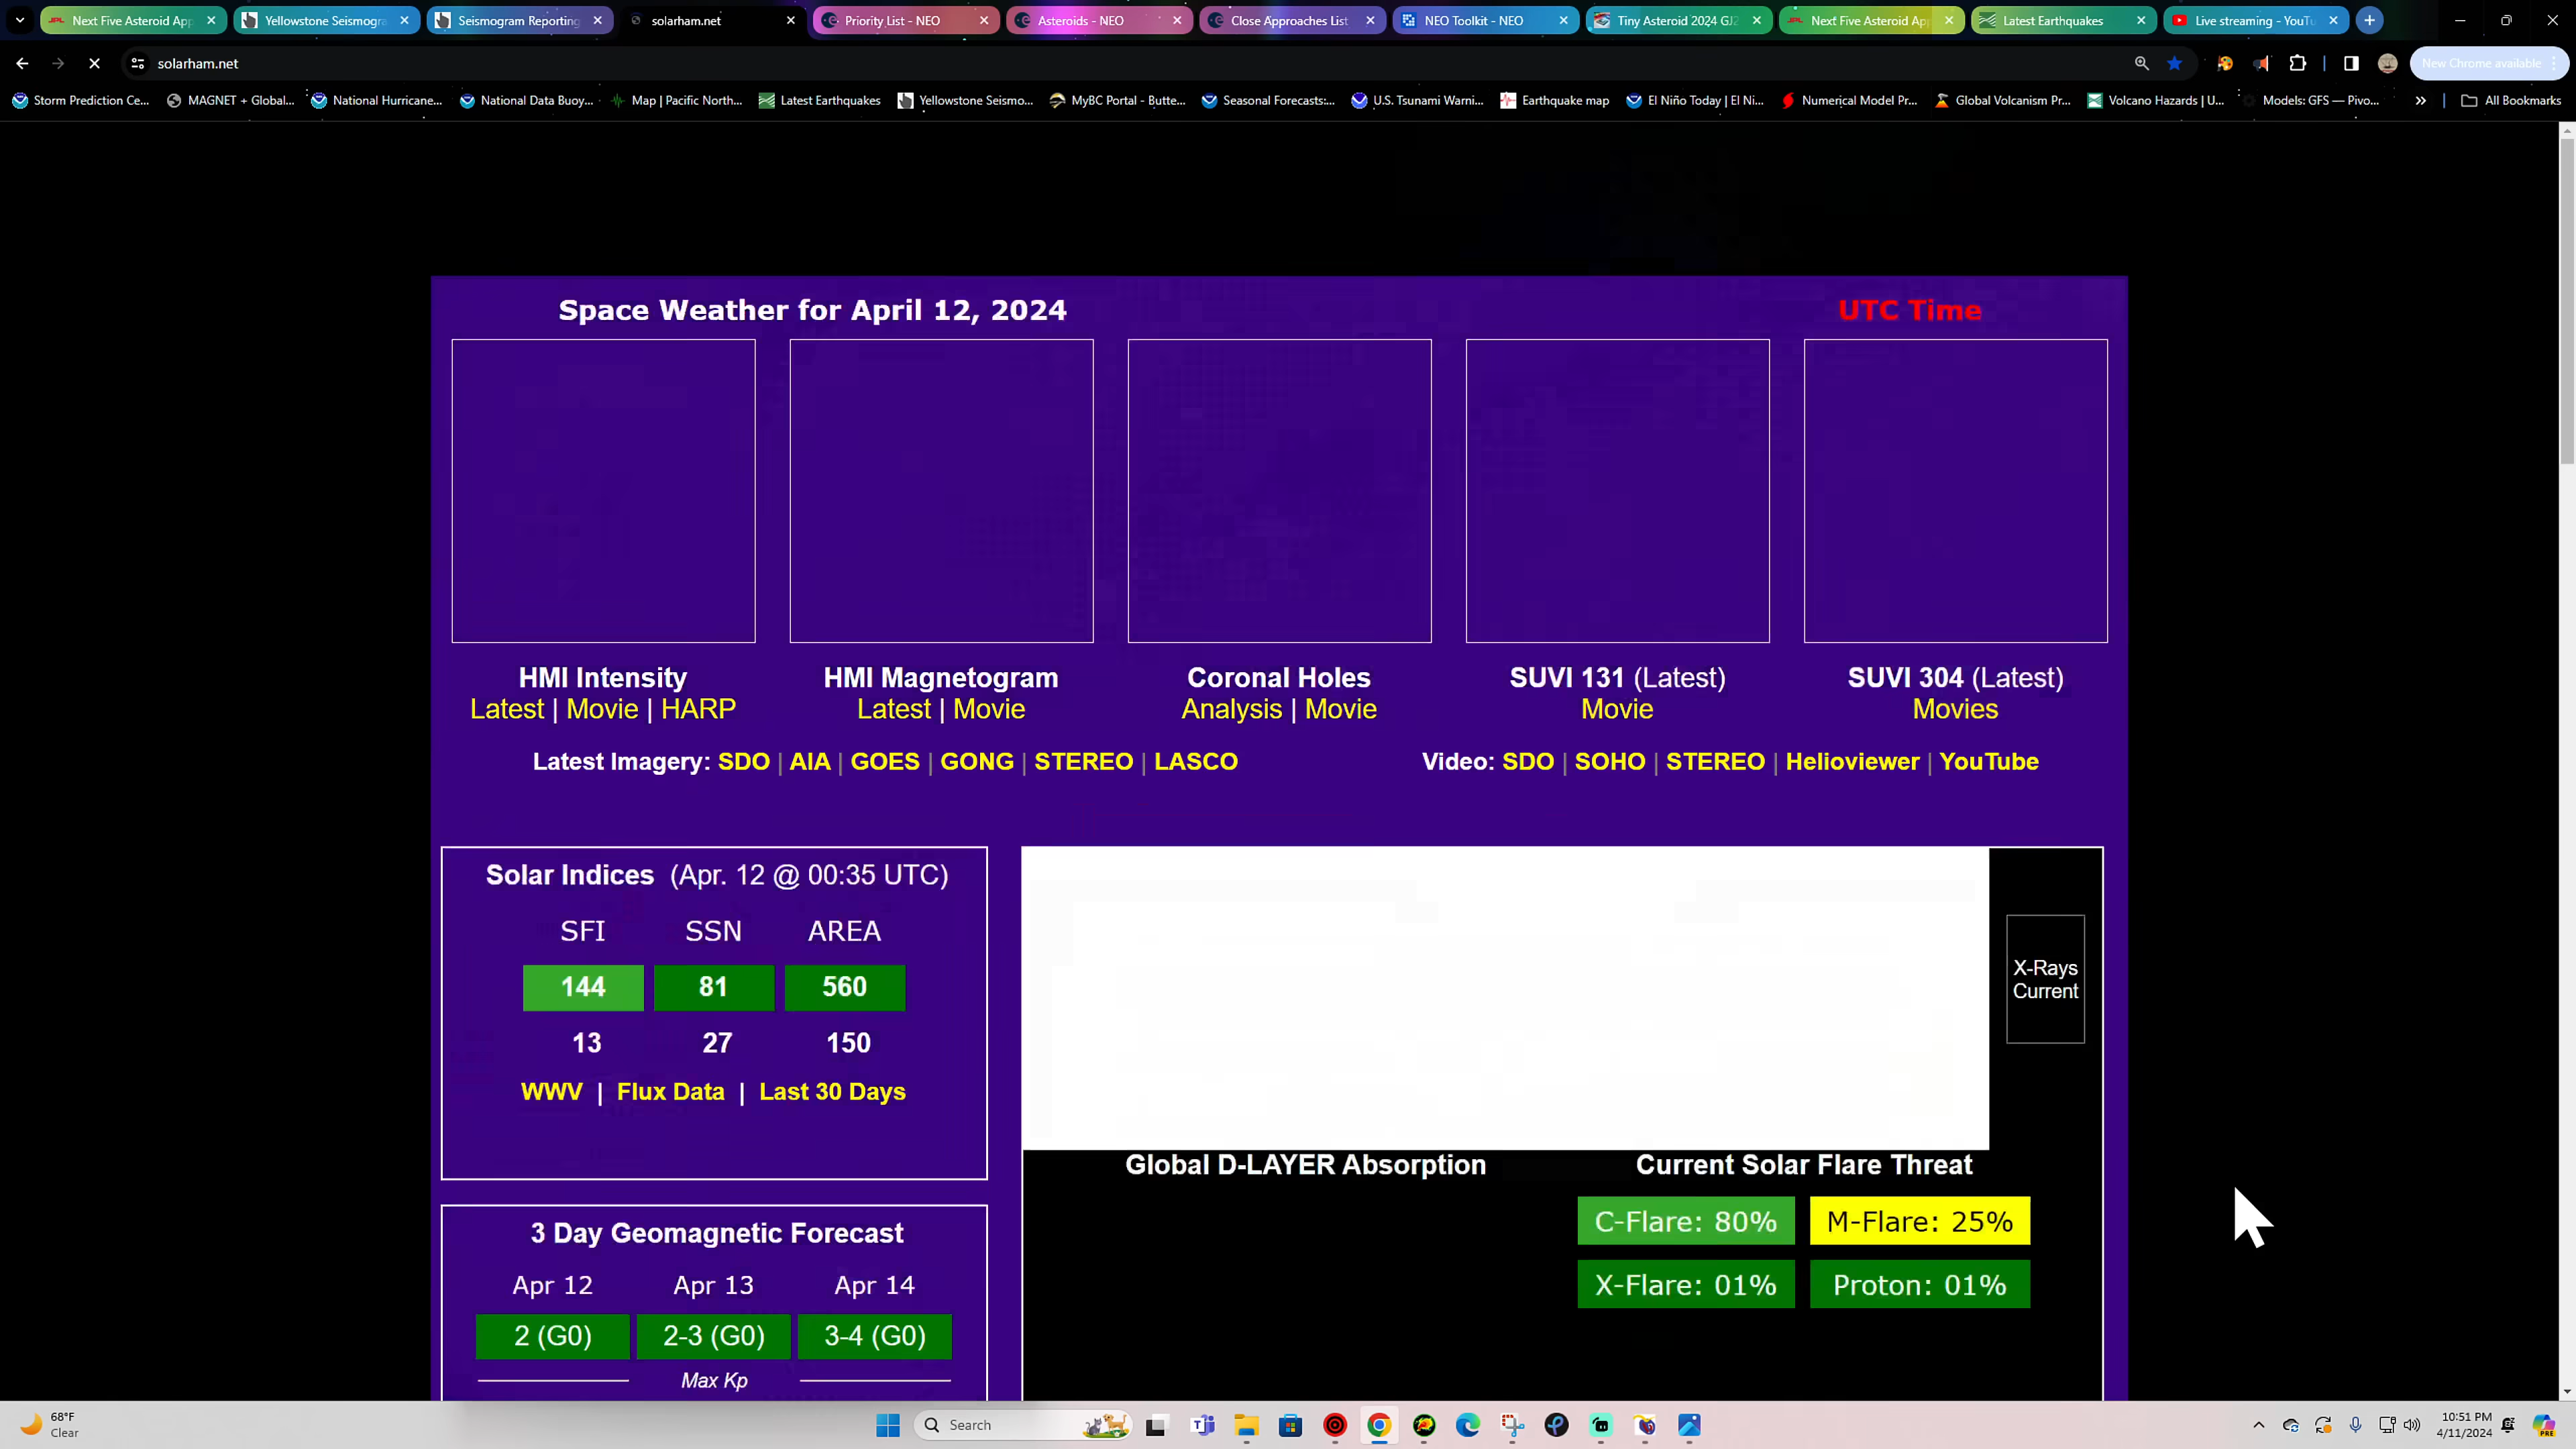 Next Five Asteroid App
Yellowstone Seismogra
Seismogram Reporting
solarham.net
Priority List - NEO
Asteroids - NEO
Close Approaches List
NEO Toolkit - NEO
Tiny Asteroid 2024 GJ2
Next Five Asteroid App
Latest Earthquakes
Live streaming - YouTu
solarham.net
New Chrome available
Storm Prediction Ce...
MAGNET + Global...
National Hurricane...
National Data Buoy...
Map | Pacific North...
Latest Earthquakes
Yellowstone Seismo...
MyBC Portal - Butte...
Seasonal Forecasts:...
U.S. Tsunami Warni...
Earthquake map
El Niño Today | El Ni...
Numerical Model Pr...
Global Volcanism Pr...
Volcano Hazards | U...
Models: GFS — Pivo...
All Bookmarks
Space Weather for April 12, 2024
UTC Time
HMI Intensity
Latest | Movie | HARP
HMI Magnetogram
Latest | Movie
Coronal Holes
Analysis | Movie
SUVI 131 (Latest)
Movie
SUVI 304 (Latest)
Movies
Latest Imagery: SDO | AIA | GOES | GONG | STEREO | LASCO
Video: SDO | SOHO | STEREO | Helioviewer | YouTube
Solar Indices (Apr. 12 @ 00:35 UTC)
SFI SSN AREA
144 81 560
13 27 150
WWV | Flux Data | Last 30 Days
X-Rays
Current
Global D-LAYER Absorption
Current Solar Flare Threat
C-Flare: 80% M-Flare: 25%
X-Flare: 01% Proton: 01%
3 Day Geomagnetic Forecast
Apr 12 Apr 13 Apr 14
2 (G0) 2-3 (G0) 3-4 (G0)
Max Kp
68°F
Clear
Search
10:51 PM
4/11/2024
PRE